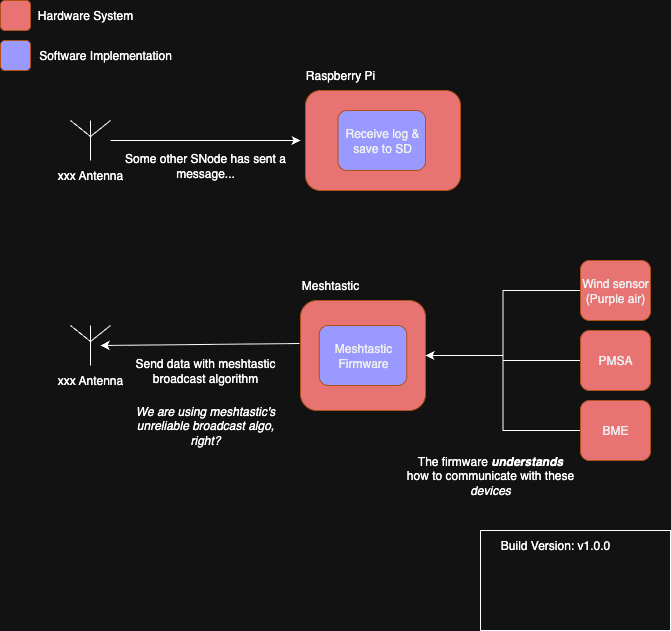 Hardware System
Software Implementation
Raspberry Pi
Receive log &
save to SD
Some other SNode has sent a
message...
xxx Antenna
Meshtastic
Meshtastic
Firmware
Wind sensor
(Purple air)
PMSA
BME
Send data with meshtastic
broadcast algorithm
xxx Antenna
We are using meshtastic's
unreliable broadcast algo,
right?
The firmware understands
how to communicate with these
devices
Build Version: v1.0.0